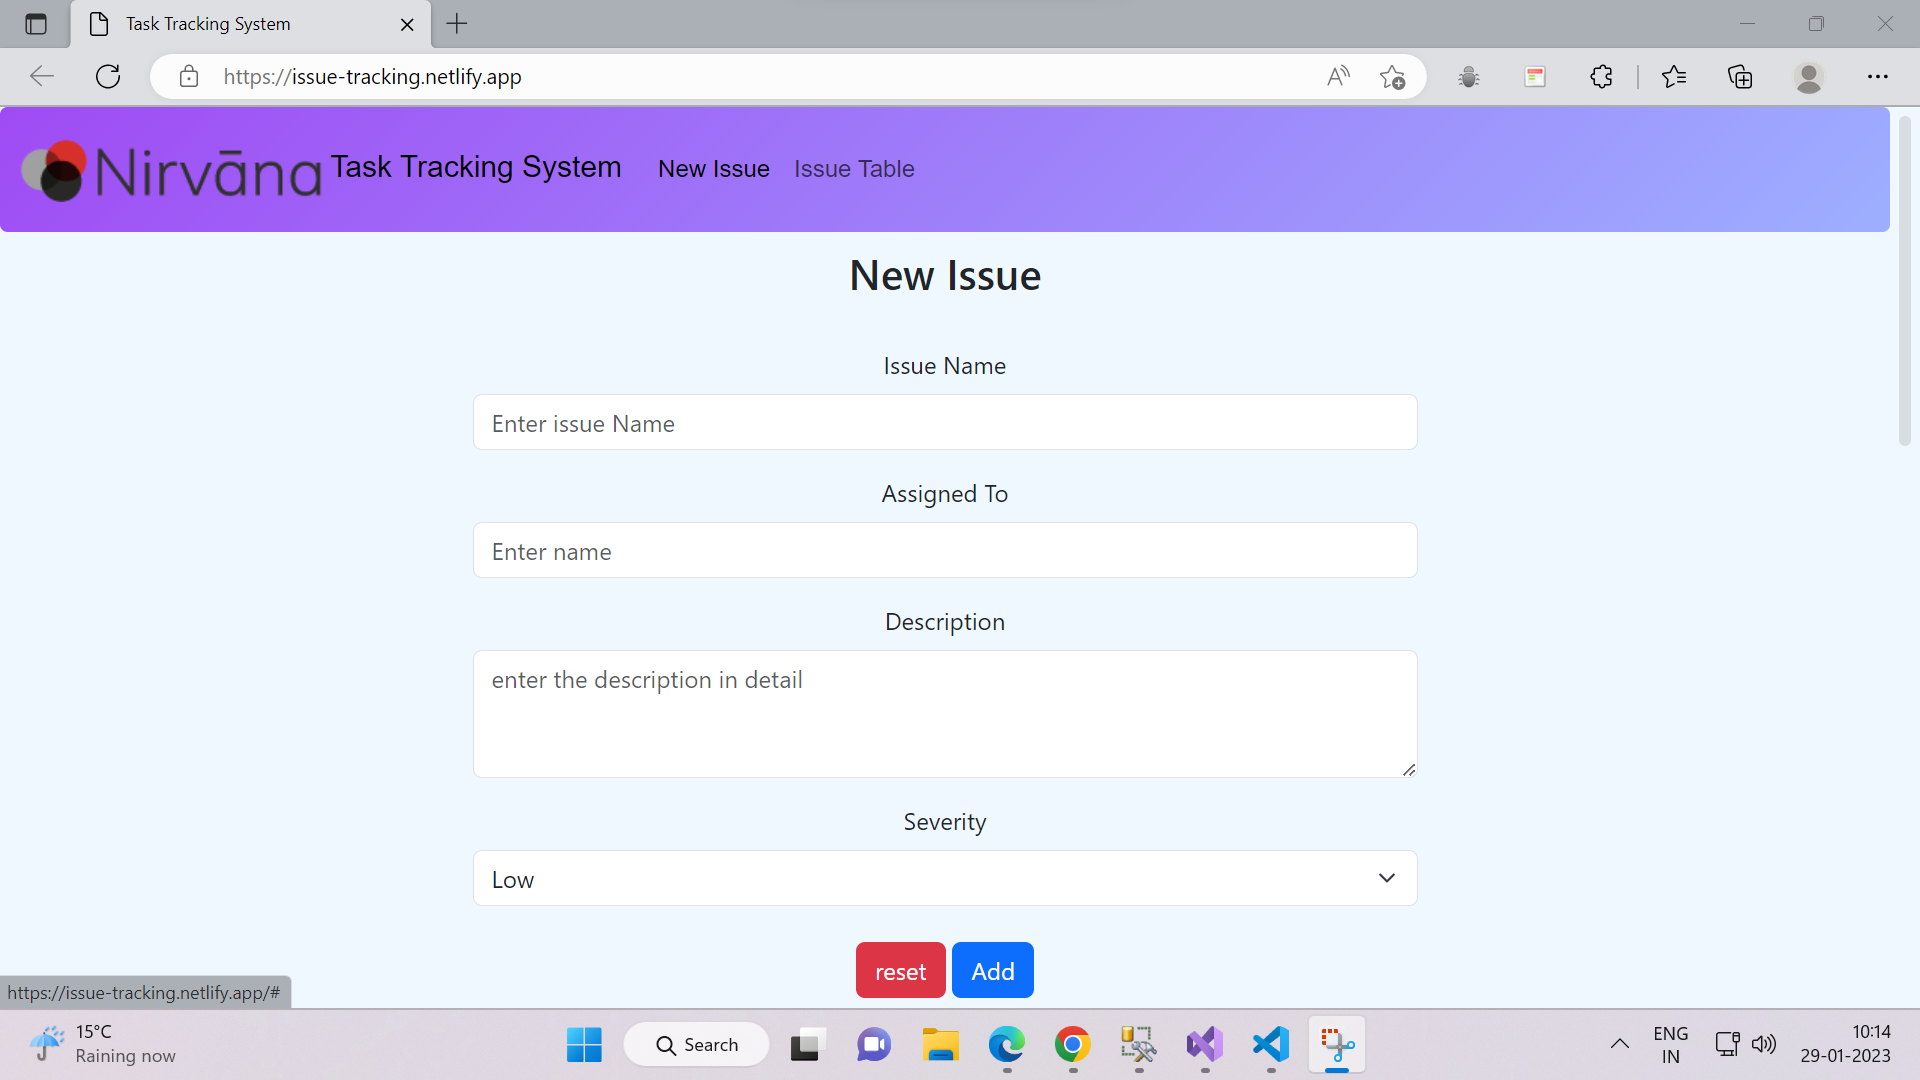 Task Tracking System
https://issue-tracking.netlify.app
Nirvāna Task Tracking System New Issue Issue Table
New Issue
Issue Name
Enter issue Name
Assigned To
Enter name
Description
enter the description in detail
Severity
Low
reset Add
https://issue-tracking.netlify.app/#
15°C
Raining now
Search
ENG
IN
10:14
29-01-2023